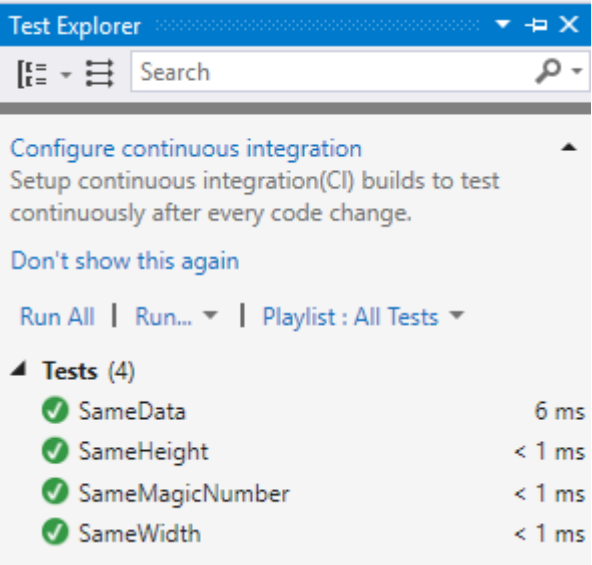 Test Explorer
Search
Configure continuous integration
Setup continuous integration(CI) builds to test
continuously after every code change.
Don't show this again
Run All | Run... | Playlist : All Tests
Tests (4)
SameData 6 ms
SameHeight < 1 ms
SameMagicNumber < 1 ms
SameWidth < 1 ms